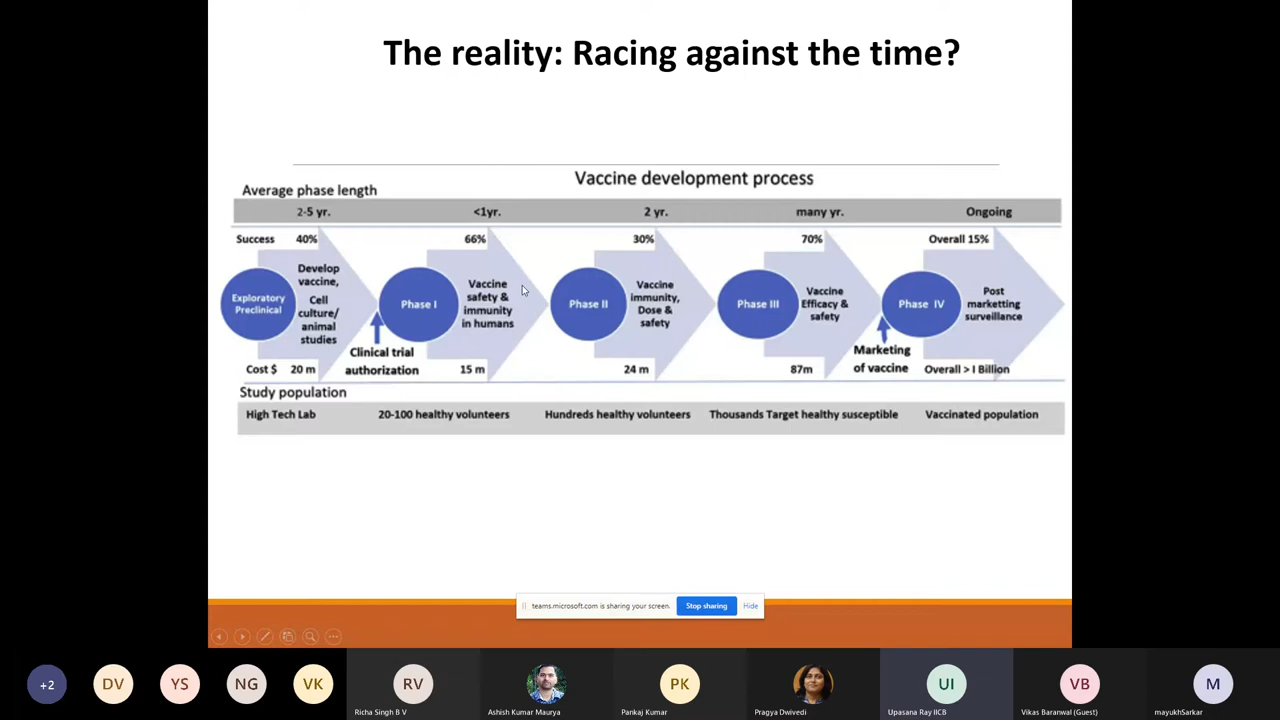 The reality: Racing against the time?
Vaccine development process
Average phase length
2-5 yr. <1yr. 2 yr. many yr. Ongoing
Success 40% 66% 30% 70% Overall 15%
Exploratory
Preclinical
Develop
vaccine,
Cell
culture/
animal
studies
Clinical trial
authorization
Phase I
Vaccine
safety &
immunity
in humans
Phase II
Vaccine
immunity,
Dose &
safety
Phase III
Vaccine
Efficacy &
safety
Marketing
of vaccine
Phase IV
Post
marketting
surveillance
Cost $ 20 m 15 m 24 m 87m Overall > I Billion
Study population
High Tech Lab 20-100 healthy volunteers Hundreds healthy volunteers Thousands Target healthy susceptible Vaccinated population
teams.microsoft.com is sharing your screen. Stop sharing Hide
+2 DV YS NG VK RV PK UI VB M
Richa Singh B V Ashish Kumar Maurya Pankaj Kumar Pragya Dwivedi Upasana Ray IICB Vikas Baranwal (Guest) mayukhSarkar